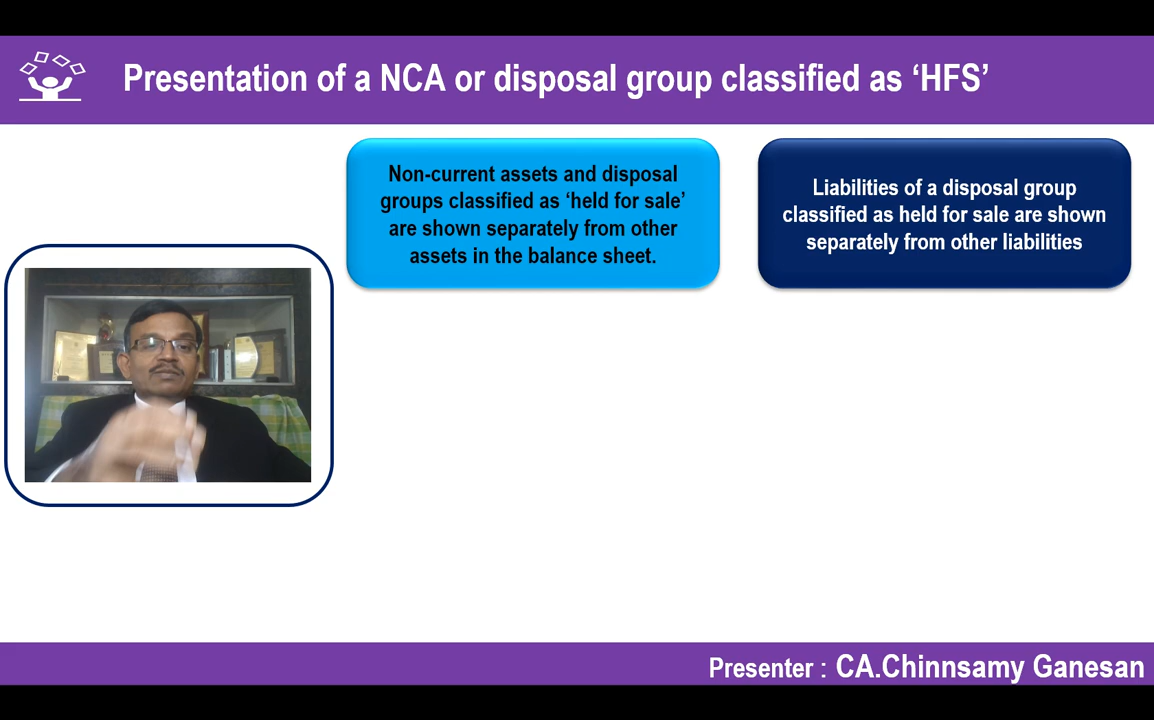 Presentation of a NCA or disposal group classified as ‘HFS’
Non-current assets and disposal
groups classified as ‘held for sale’
are shown separately from other
assets in the balance sheet.
Liabilities of a disposal group
classified as held for sale are shown
separately from other liabilities
Presenter : CA.Chinnsamy Ganesan